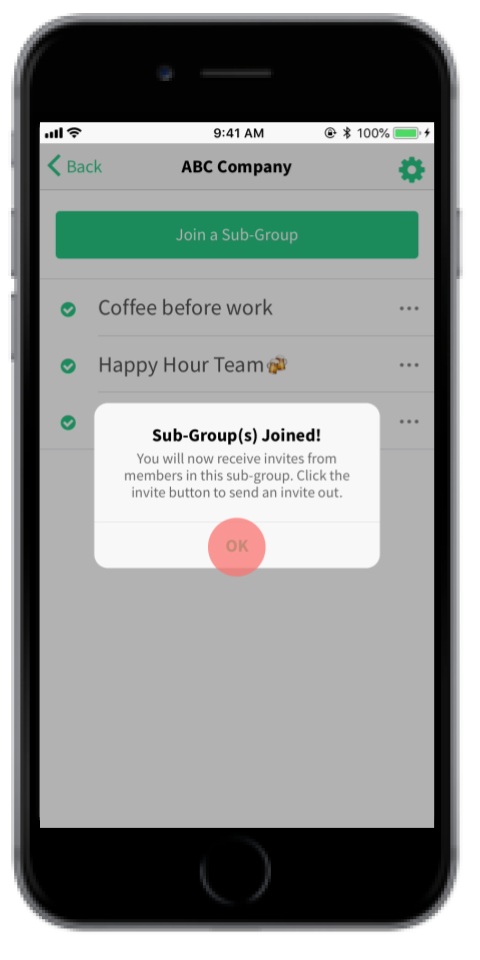 9:41 AM 100%
Back ABC Company
Join a Sub-Group
Coffee before work
Happy Hour Team🍻
Sub-Group(s) Joined!
You will now receive invites from
members in this sub-group. Click the
invite button to send an invite out.
OK